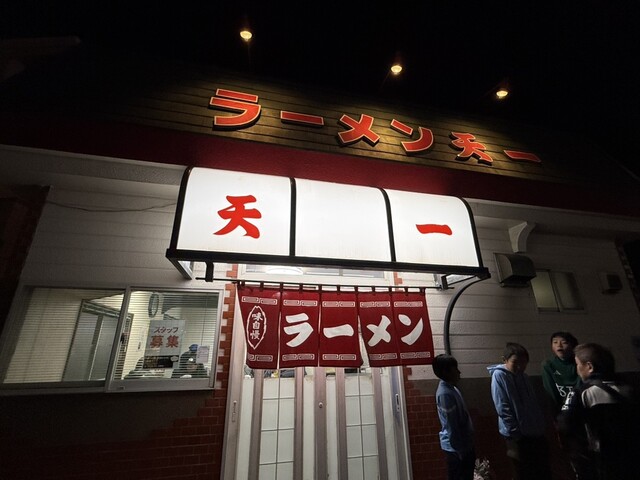 ラーメン天一
天一
味自慢
ラーメン
スタッフ
募集